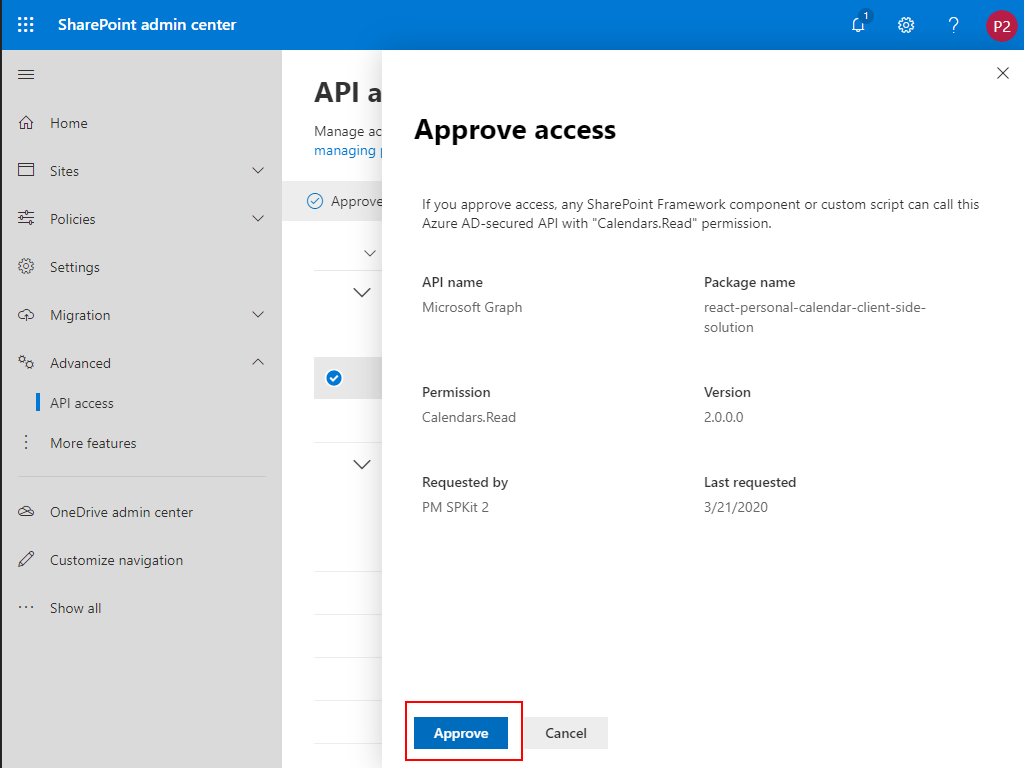 SharePoint admin center
1
?
P2
Home
Sites
Policies
Settings
Migration
Advanced
API access
More features
OneDrive admin center
Customize navigation
Show all
API a
Manage ac
managing p
Approve
Approve access
If you approve access, any SharePoint Framework component or custom script can call this
Azure AD-secured API with "Calendars.Read" permission.
API name
Microsoft Graph
Package name
react-personal-calendar-client-side-
solution
Permission
Calendars.Read
Version
2.0.0.0
Requested by
PM SPKit 2
Last requested
3/21/2020
Approve
Cancel